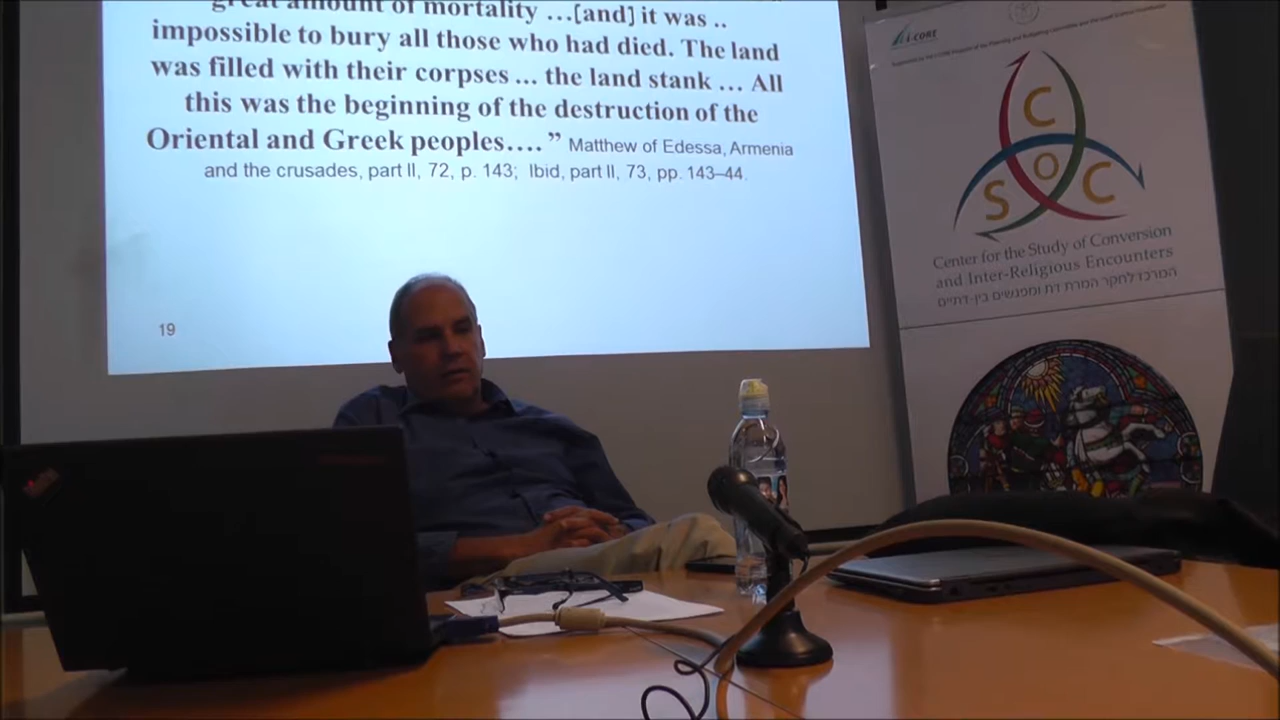 great amount of mortality …[and] it was ..
impossible to bury all those who had died. The land
was filled with their corpses … the land stank … All
this was the beginning of the destruction of the
Oriental and Greek peoples…. ” Matthew of Edessa, Armenia
and the crusades, part II, 72, p. 143; Ibid, part II, 73, pp. 143–44.
19
i-CORE
C
S O C
Center for the Study of Conversion
and Inter-Religious Encounters
המרכז לחקר המרת דת ומפגשים בין-דתיים